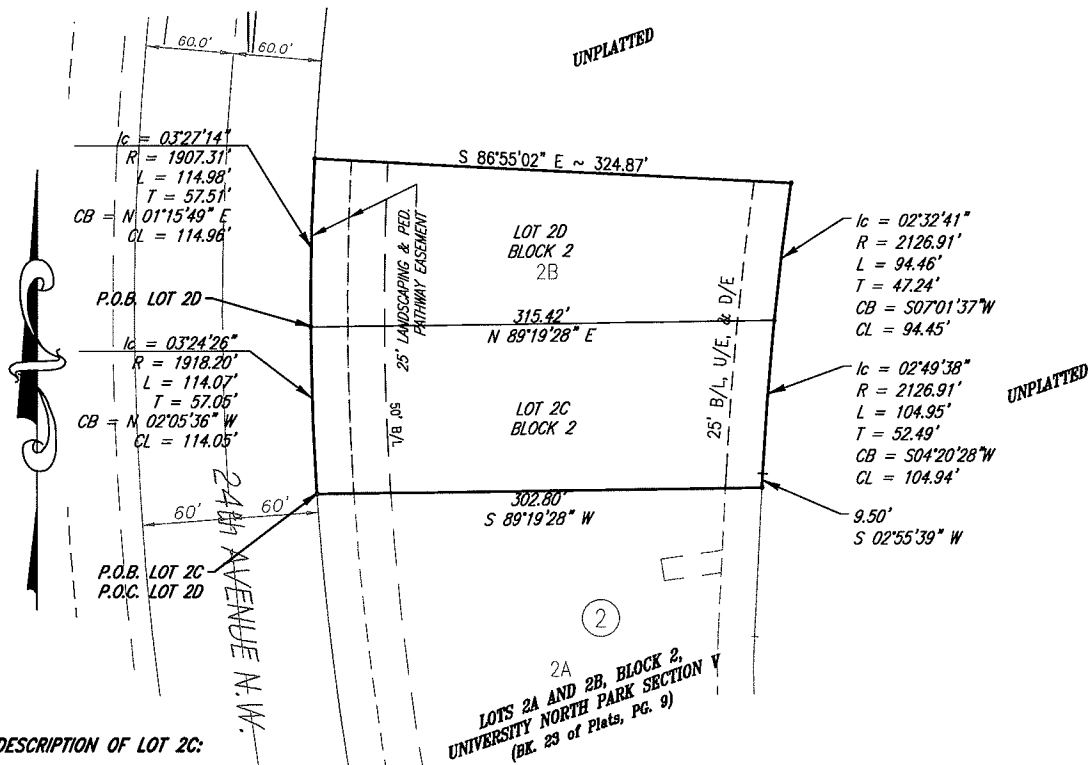 60.0'
60.0'
UNPLATTED
Ic = 03°27'14"
R = 1907.31'
L = 114.98'
T = 57.51'
CB = N 01°15'49" E
CL = 114.96'
S 86°55'02" E ~ 324.87'
LOT 2D
BLOCK 2
2B
25' LANDSCAPING & PED.
PATHWAY EASEMENT
Ic = 02°32'41"
R = 2126.91'
L = 94.46'
T = 47.24'
CB = S07°01'37"W
CL = 94.45'
P.O.B. LOT 2D
315.42'
N 89°19'28" E
Ic = 03°24'26"
R = 1918.20'
L = 114.07'
T = 57.05'
CB = N 02°05'36" W
CL = 114.05'
50' B/L
LOT 2C
BLOCK 2
25' B/L, U/E, & D/E
Ic = 02°49'38"
R = 2126.91'
L = 104.95'
T = 52.49'
CB = S04°20'28"W
CL = 104.94'
UNPLATTED
302.80'
S 89°19'28" W
9.50'
S 02°55'39" W
60'
60'
24th AVENUE N.W.
P.O.B. LOT 2C
P.O.C. LOT 2D
2
2A
LOTS 2A AND 2B, BLOCK 2,
UNIVERSITY NORTH PARK SECTION V
(BK. 23 of Plats, PG. 9)
DESCRIPTION OF LOT 2C: